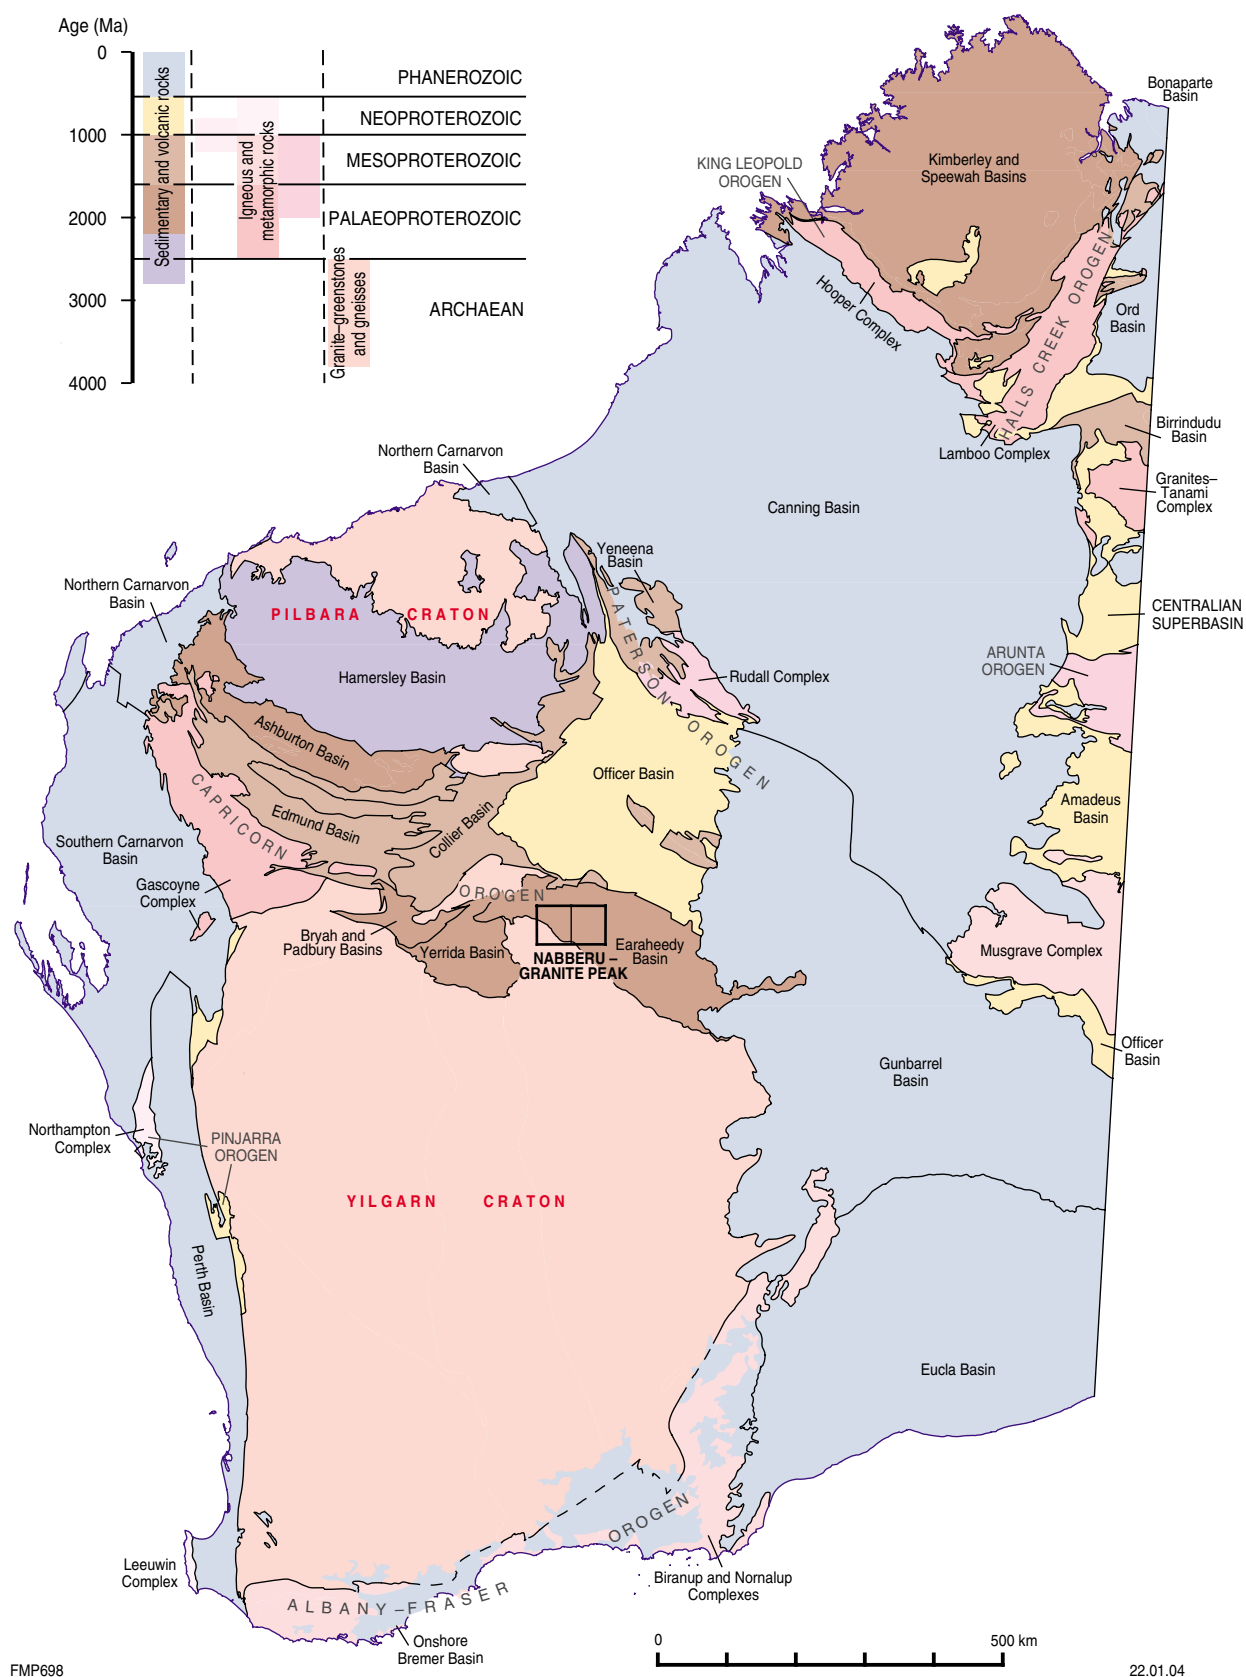 Age (Ma)
0
1000
2000
3000
4000
Sedimentary and volcanic rocks
Igneous and
metamorphic rocks
Granite–greenstones
and gneisses
PHANEROZOIC
NEOPROTEROZOIC
MESOPROTEROZOIC
PALAEOPROTEROZOIC
ARCHAEAN
Bonaparte
Basin
KING LEOPOLD
OROGEN
Kimberley and
Speewah Basins
Hooper Complex
HALLS CREEK OROGEN
Ord
Basin
Birrindudu
Basin
Lamboo Complex
Northern Carnarvon
Basin
Granites–
Tanami
Complex
Canning Basin
Yeneena
Basin
Northern Carnarvon
Basin
PILBARA CRATON
CENTRALIAN
SUPERBASIN
PATERSON OROGEN
ARUNTA
OROGEN
Hamersley Basin
Rudall Complex
Ashburton Basin
Officer Basin
CAPRICORN
Edmund Basin
Collier Basin
Amadeus
Basin
Southern Carnarvon
Basin
Gascoyne
Complex
OROGEN
Bryah and
Padbury Basins
Yerrida Basin
Earaheedy
Basin
NABBERU –
GRANITE PEAK
Musgrave Complex
Officer
Basin
Gunbarrel
Basin
Northampton
Complex
PINJARRA
OROGEN
YILGARN CRATON
Perth Basin
Eucla Basin
OROGEN
Leeuwin
Complex
Biranup and Nornalup
Complexes
ALBANY–FRASER
Onshore
Bremer Basin
0
500 km
FMP698
22.01.04